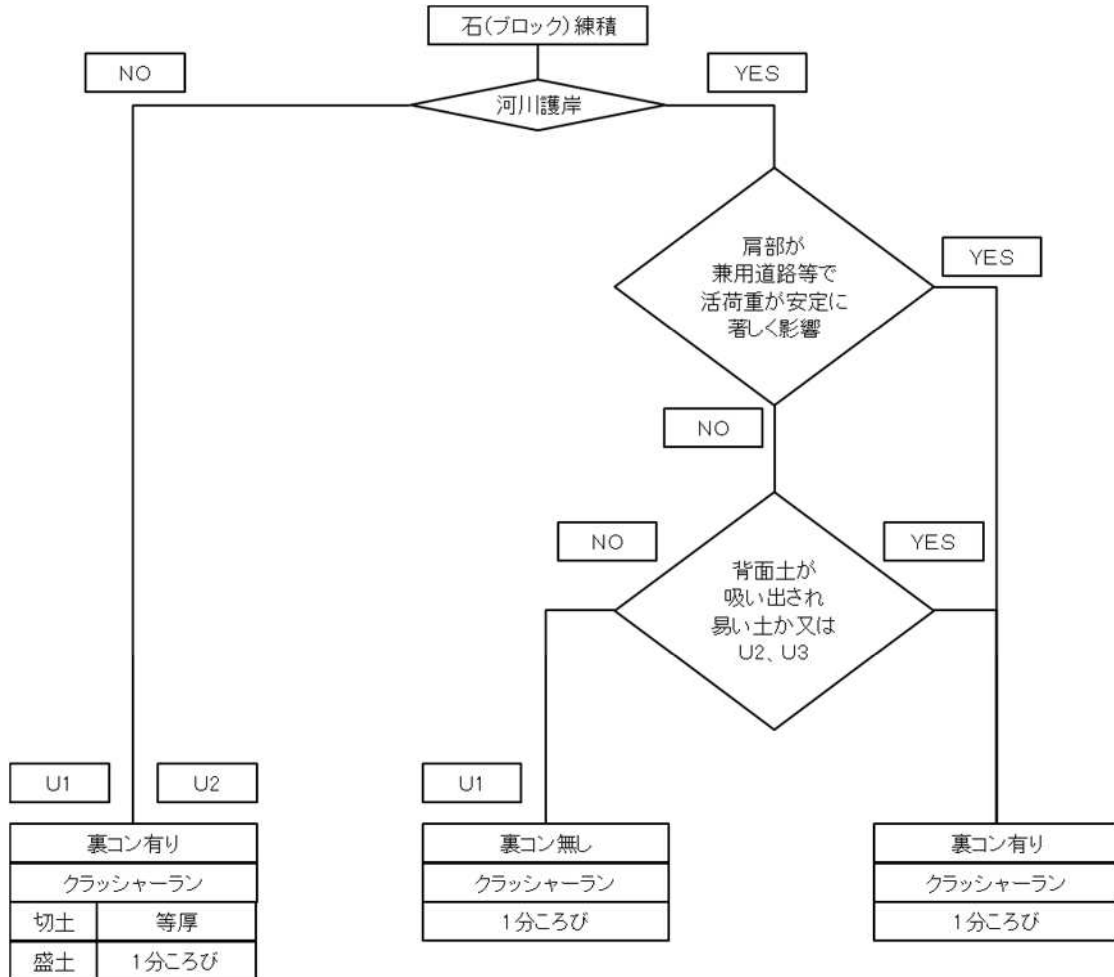 石(ブロック)練積
NO
YES
河川護岸
肩部が
兼用道路等で
活荷重が安定に
著しく影響
YES
NO
NO
YES
背面土が
吸い出され
易い土か又は
U2、U3
U1
U2
U1
裏コン有り
クラッシャーラン
切土 等厚
盛土 1分ころび
裏コン無し
クラッシャーラン
1分ころび
裏コン有り
クラッシャーラン
1分ころび